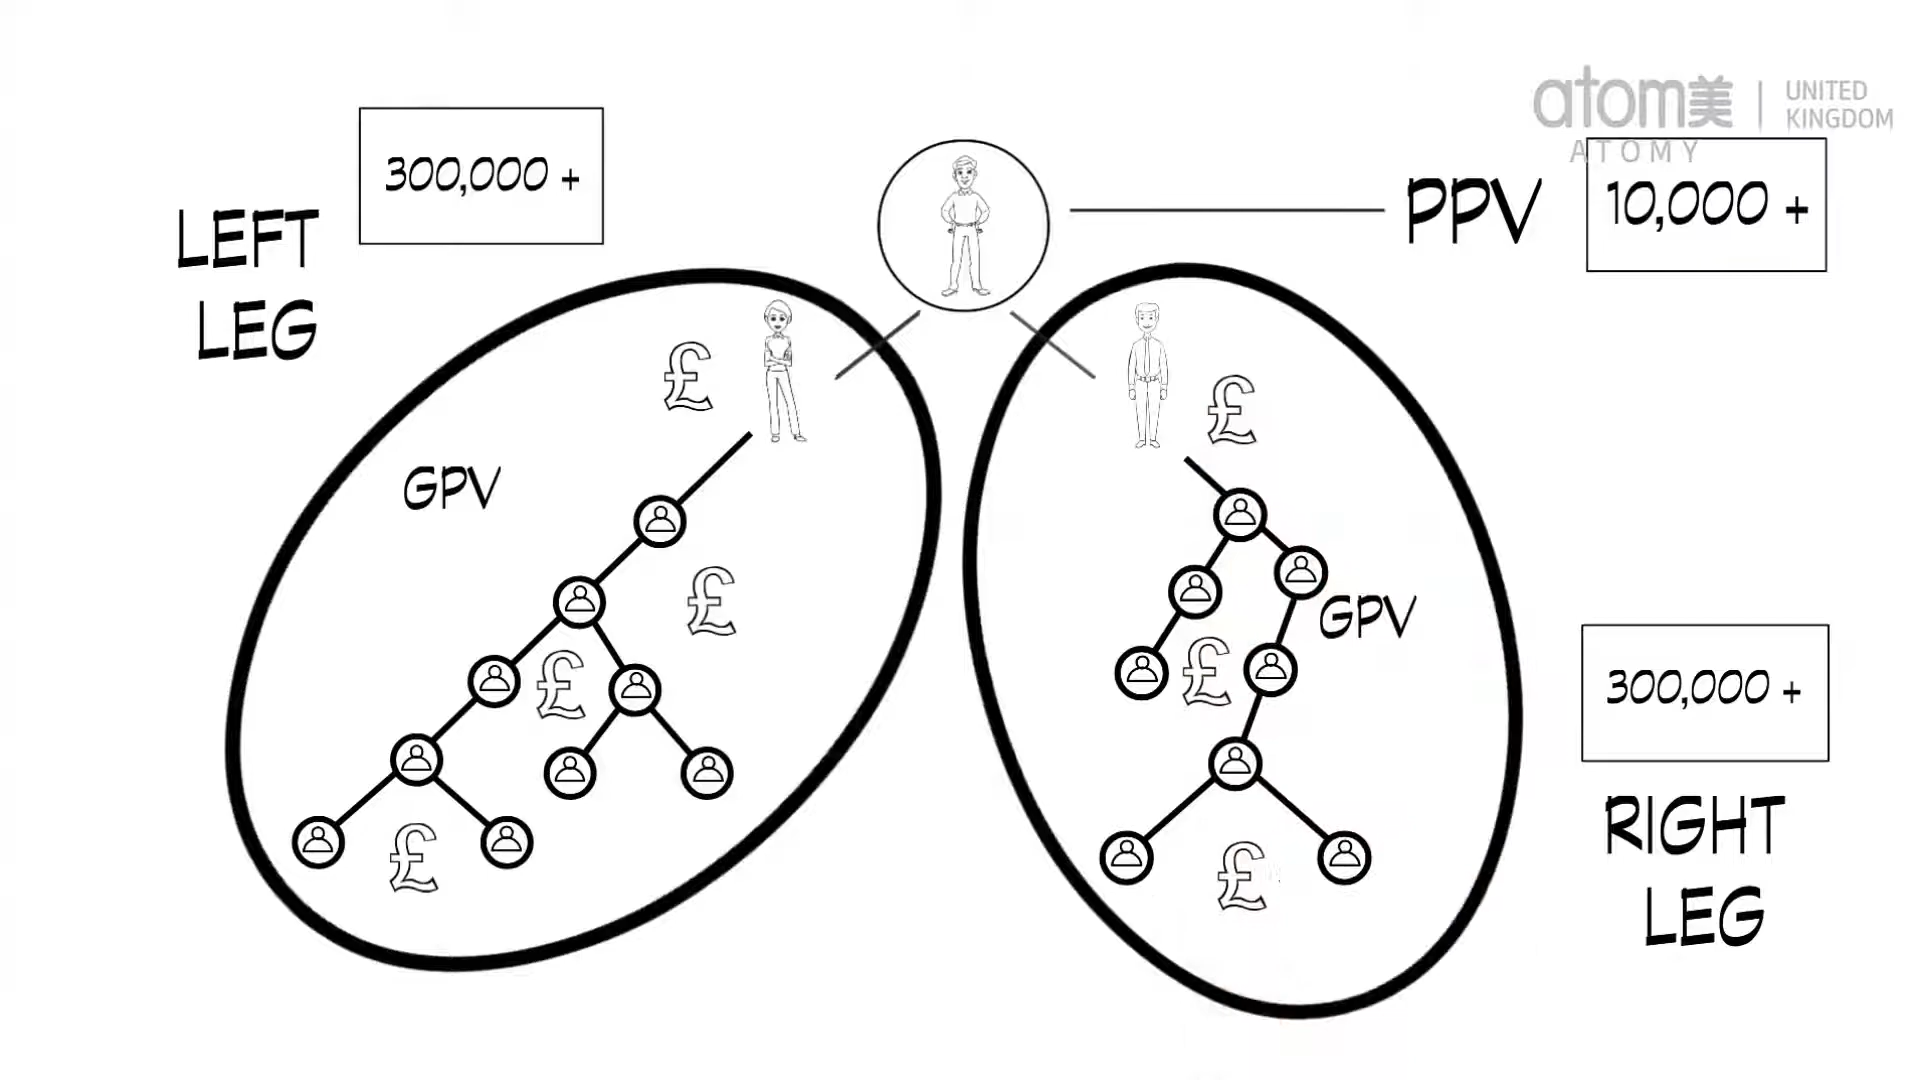 atom美 | UNITED
KINGDOM
ATOMY
300,000 +
LEFT
LEG
PPV
10,000 +
£
£
GPV
£
£
£
GPV
£
300,000 +
£
£
RIGHT
LEG